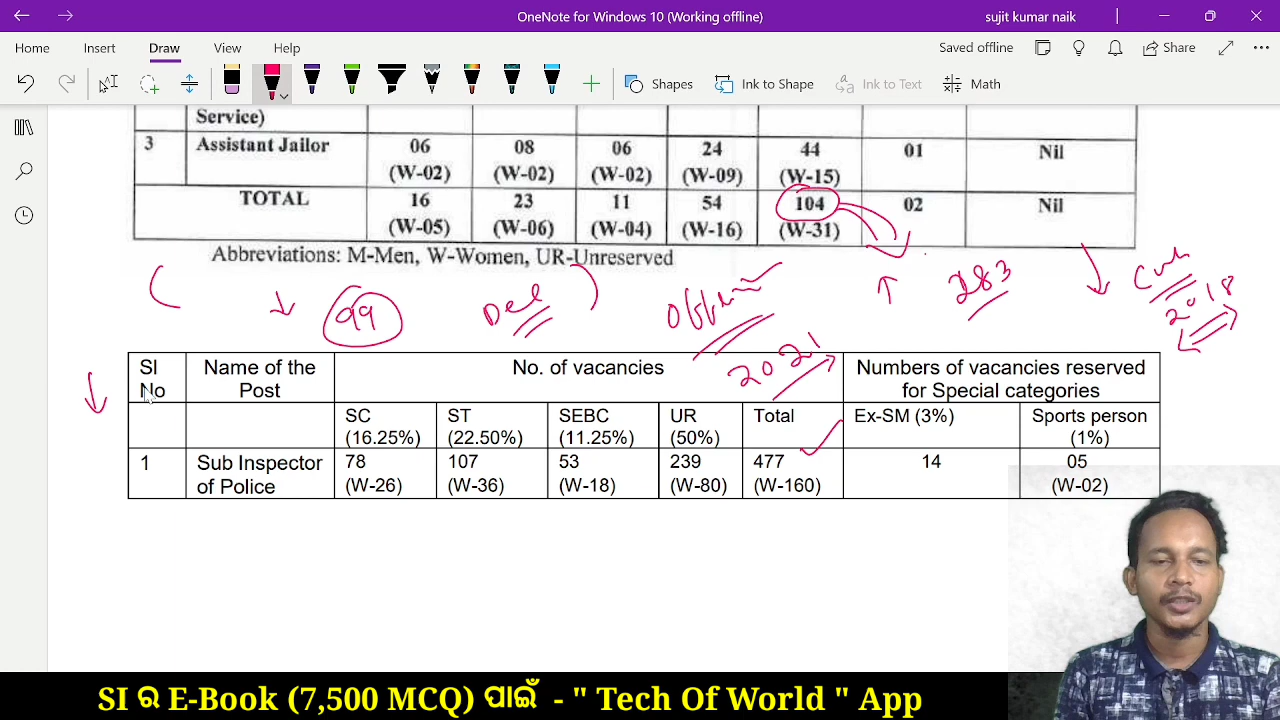 OneNote for Windows 10 (Working offline)
sujit kumar naik
Home Insert Draw View Help
Saved offline Share
Shapes Ink to Shape Ink to Text Math
Service)
3 Assistant Jailor 06 08 06 24 44 01 Nil
(W-02) (W-02) (W-02) (W-09) (W-15)
TOTAL 16 23 11 54 104 02 Nil
(W-05) (W-06) (W-04) (W-16) (W-31)
Abbreviations: M-Men, W-Women, UR-Unreserved
99 283 2018
2021
SI No Name of the Post No. of vacancies Numbers of vacancies reserved for Special categories
SC ST SEBC UR Total Ex-SM (3%) Sports person
(16.25%) (22.50%) (11.25%) (50%) (1%)
1 Sub Inspector 78 107 53 239 477 14 05
of Police (W-26) (W-36) (W-18) (W-80) (W-160) (W-02)
SI ର E-Book (7,500 MCQ) ପାଇଁ - " Tech Of World " App